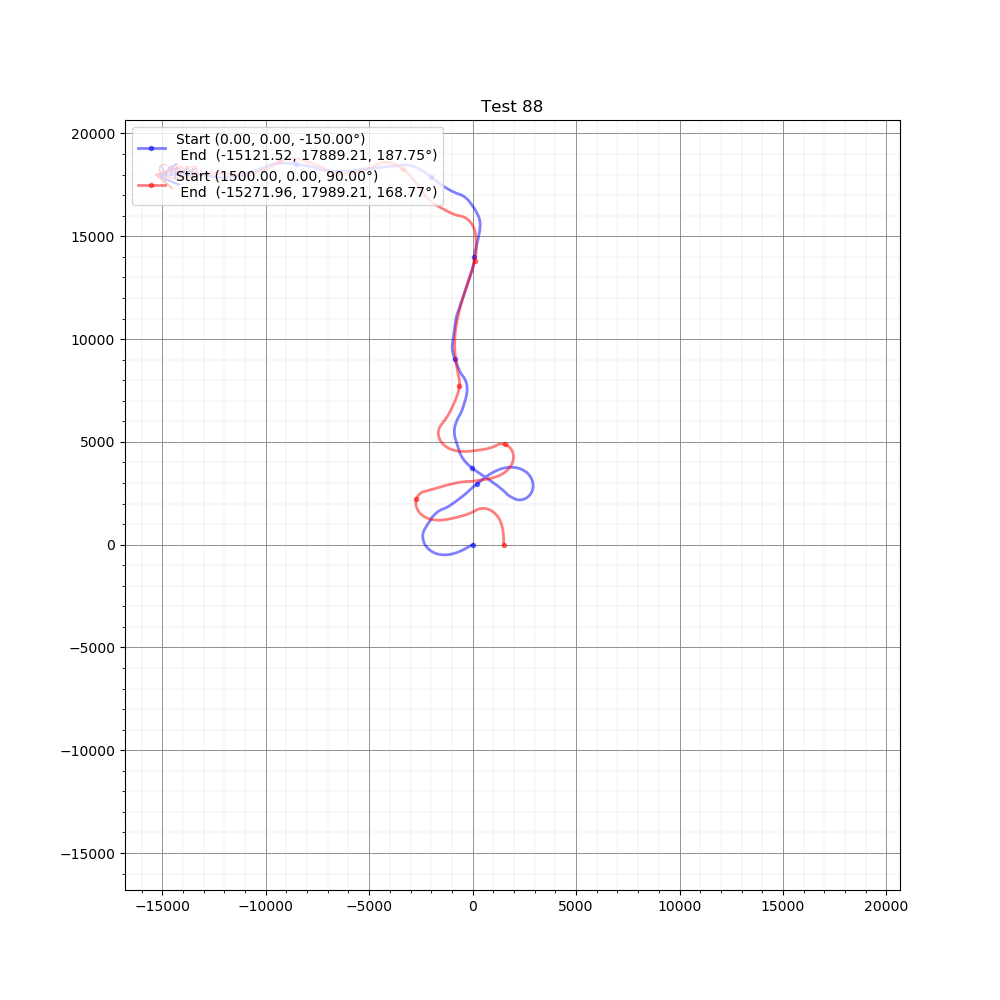 Test 88
Start (0.00, 0.00, -150.00°)
End (-15121.52, 17889.21, 187.75°)
Start (1500.00, 0.00, 90.00°)
End (-15271.96, 17989.21, 168.77°)
20000
15000
10000
5000
0
−5000
−10000
−15000
−15000 −10000 −5000 0 5000 10000 15000 20000